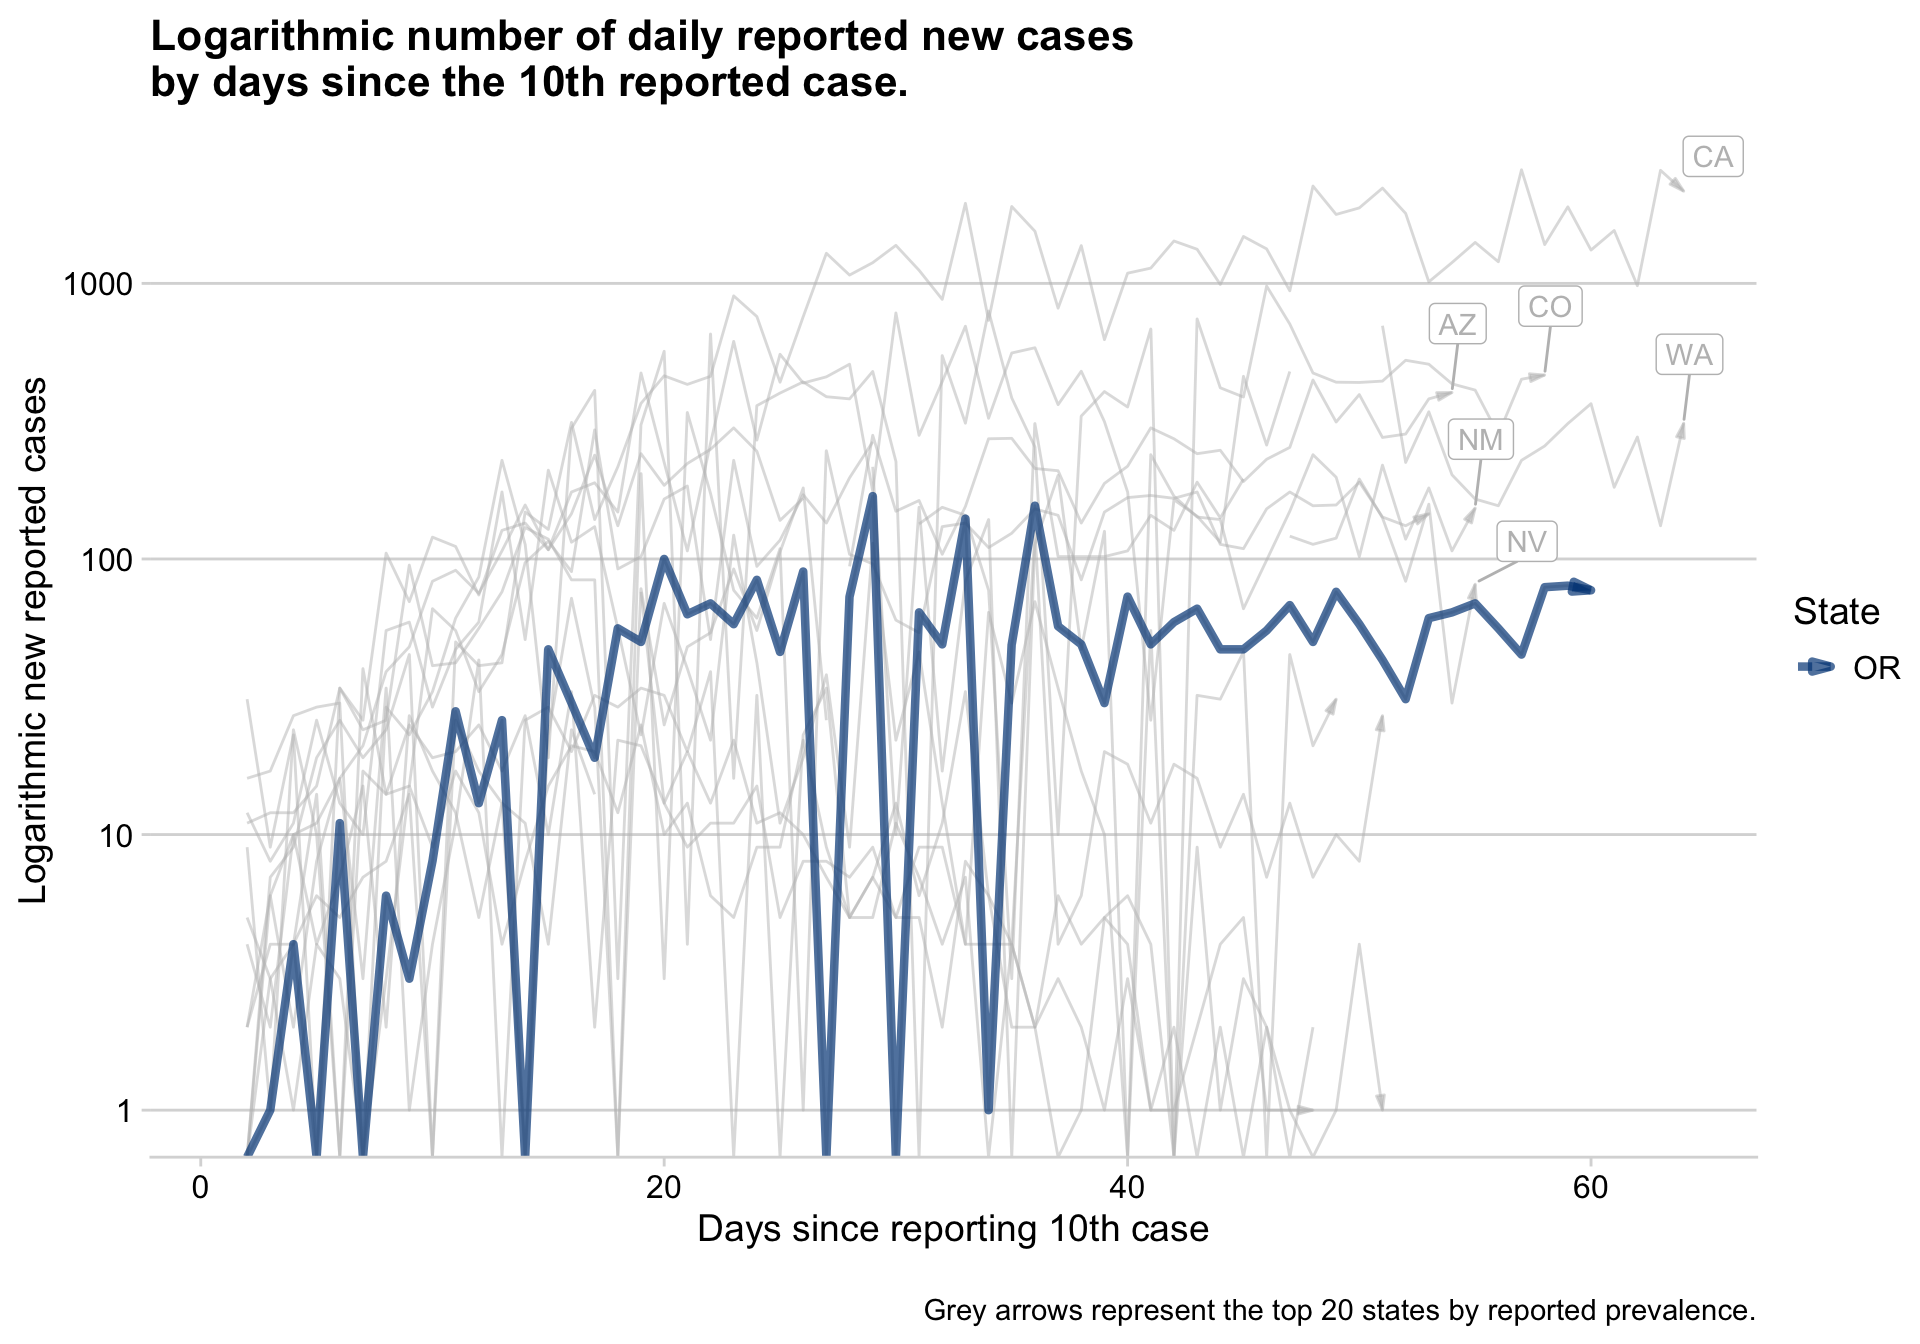 Logarithmic number of daily reported new cases
by days since the 10th reported case.
CA
1000
CO
AZ
WA
NM
NV
100
10
1
Logarithmic new reported cases
State
OR
0
20
40
60
Days since reporting 10th case
Grey arrows represent the top 20 states by reported prevalence.